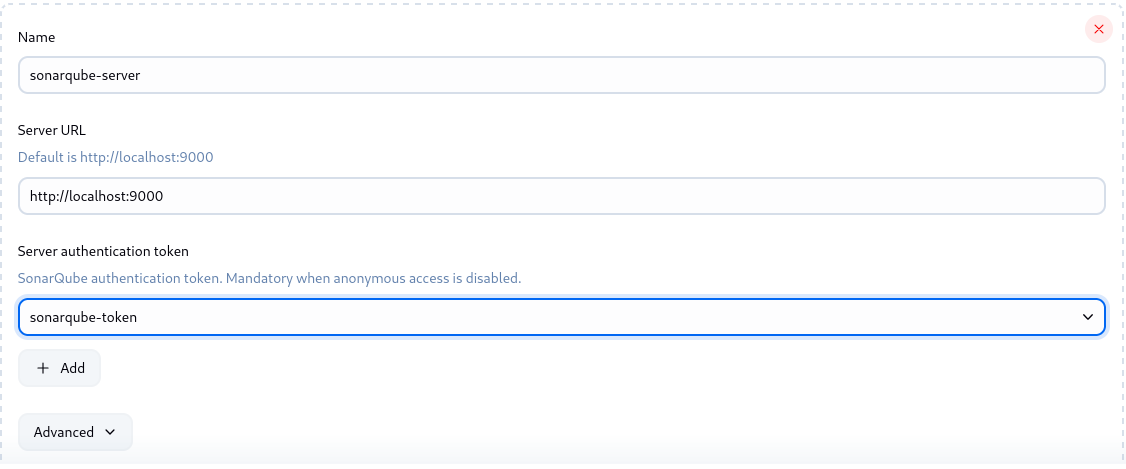 Name
sonarqube-server
Server URL
Default is http://localhost:9000
http://localhost:9000
Server authentication token
SonarQube authentication token. Mandatory when anonymous access is disabled.
sonarqube-token
Add
Advanced